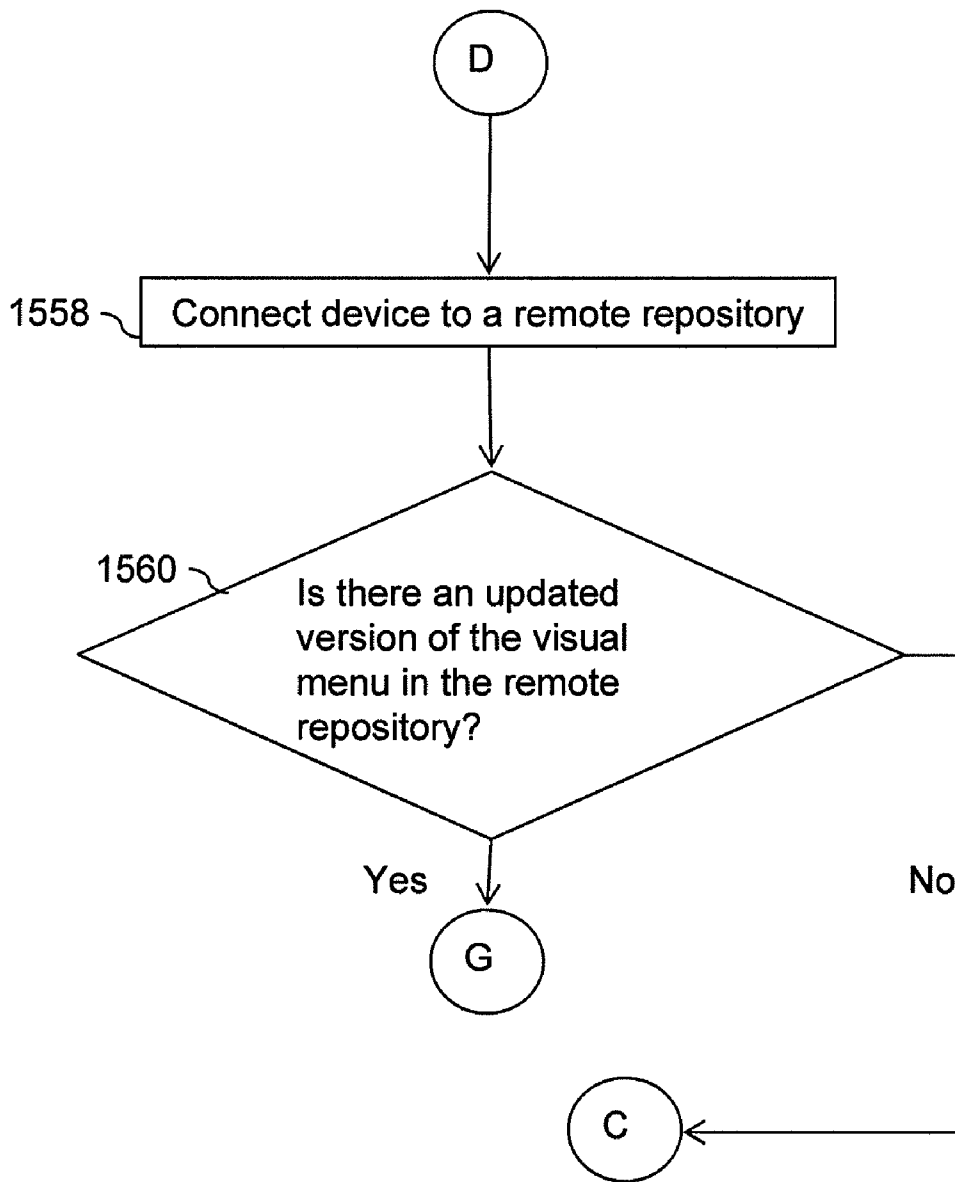 D
1558
Connect device to a remote repository
1560
Is there an updated
version of the visual
menu in the remote
repository?
Yes
No
G
C